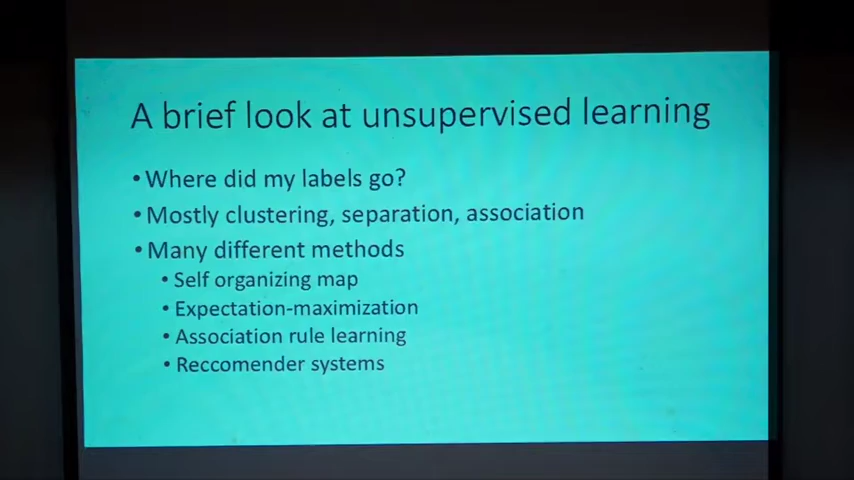 A brief look at unsupervised learning
• Where did my labels go?
• Mostly clustering, separation, association
• Many different methods
• Self organizing map
• Expectation-maximization
• Association rule learning
• Reccomender systems